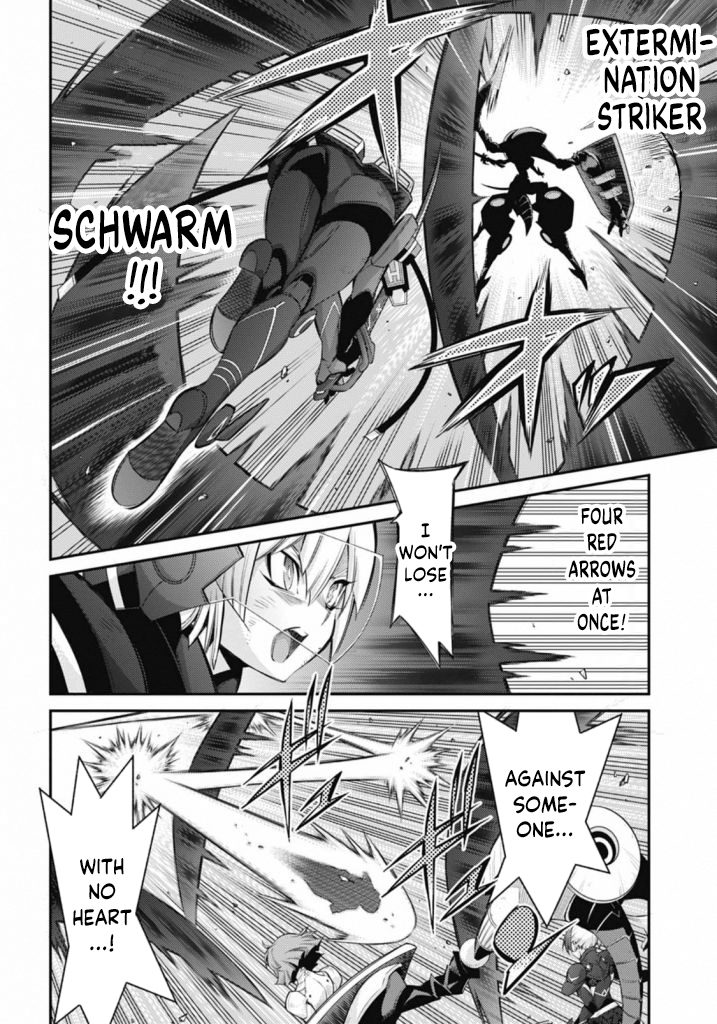 EXTERMI-
NATION
STRIKER
SCHWARM
!!!
FOUR
RED
ARROWS
AT
ONCE!
I
WON'T
LOSE
...
AGAINST
SOME-
ONE...
WITH
NO
HEART
...!